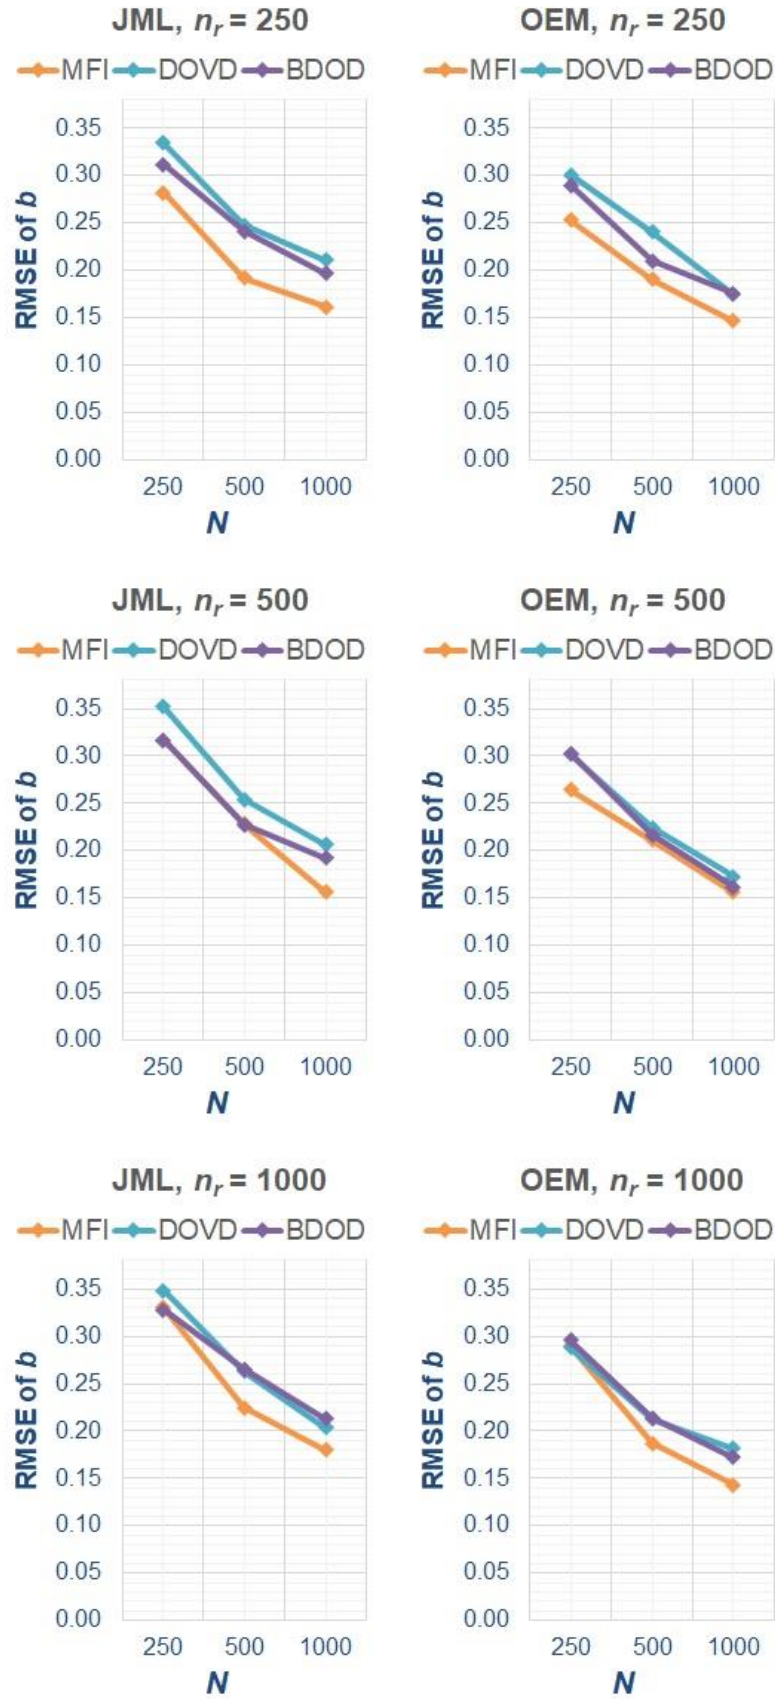 JML, nr = 250
MFI DOVD BDOD
RMSE of b
0.35
0.30
0.25
0.20
0.15
0.10
0.05
0.00
250 500 1000
N
OEM, nr = 250
MFI DOVD BDOD
RMSE of b
0.35
0.30
0.25
0.20
0.15
0.10
0.05
0.00
250 500 1000
N
JML, nr = 500
MFI DOVD BDOD
RMSE of b
0.35
0.30
0.25
0.20
0.15
0.10
0.05
0.00
250 500 1000
N
OEM, nr = 500
MFI DOVD BDOD
RMSE of b
0.35
0.30
0.25
0.20
0.15
0.10
0.05
0.00
250 500 1000
N
JML, nr = 1000
MFI DOVD BDOD
RMSE of b
0.35
0.30
0.25
0.20
0.15
0.10
0.05
0.00
250 500 1000
N
OEM, nr = 1000
MFI DOVD BDOD
RMSE of b
0.35
0.30
0.25
0.20
0.15
0.10
0.05
0.00
250 500 1000
N